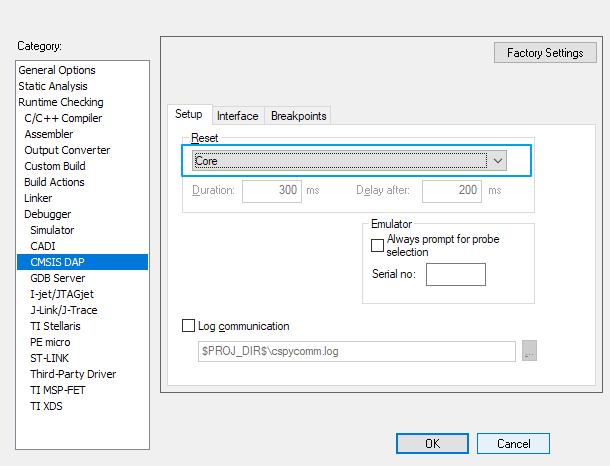 Category:
Factory Settings
General Options
Static Analysis
Runtime Checking
C/C++ Compiler
Assembler
Output Converter
Custom Build
Build Actions
Linker
Debugger
Simulator
CADI
CMSIS DAP
GDB Server
I-jet/JTAGjet
J-Link/J-Trace
TI Stellaris
PE micro
ST-LINK
Third-Party Driver
TI MSP-FET
TI XDS
Setup Interface Breakpoints
Reset
Core
Duration: 300 ms Delay after: 200 ms
Emulator
Always prompt for probe
selection
Serial no:
Log communication
$PROJ_DIR$\cspycomm.log ...
OK Cancel